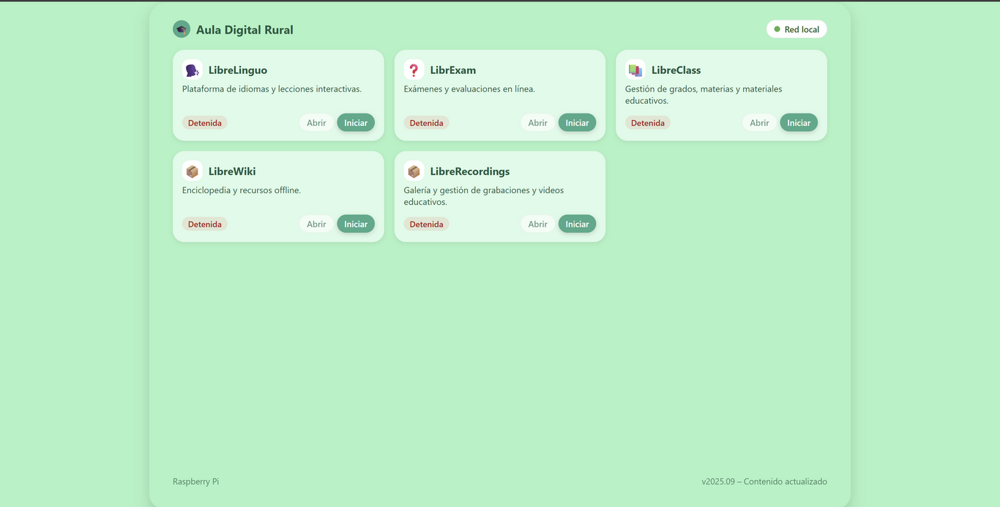 Aula Digital Rural
Red local
LibreLinguo
Plataforma de idiomas y lecciones interactivas.
Detenida
Abrir
Iniciar
LibrExam
Exámenes y evaluaciones en línea.
Detenida
Abrir
Iniciar
LibreClass
Gestión de grados, materias y materiales
educativos.
Detenida
Abrir
Iniciar
LibreWiki
Enciclopedia y recursos offline.
Detenida
Abrir
Iniciar
LibreRecordings
Galería y gestión de grabaciones y videos
educativos.
Detenida
Abrir
Iniciar
Raspberry Pi
v2025.09 – Contenido actualizado